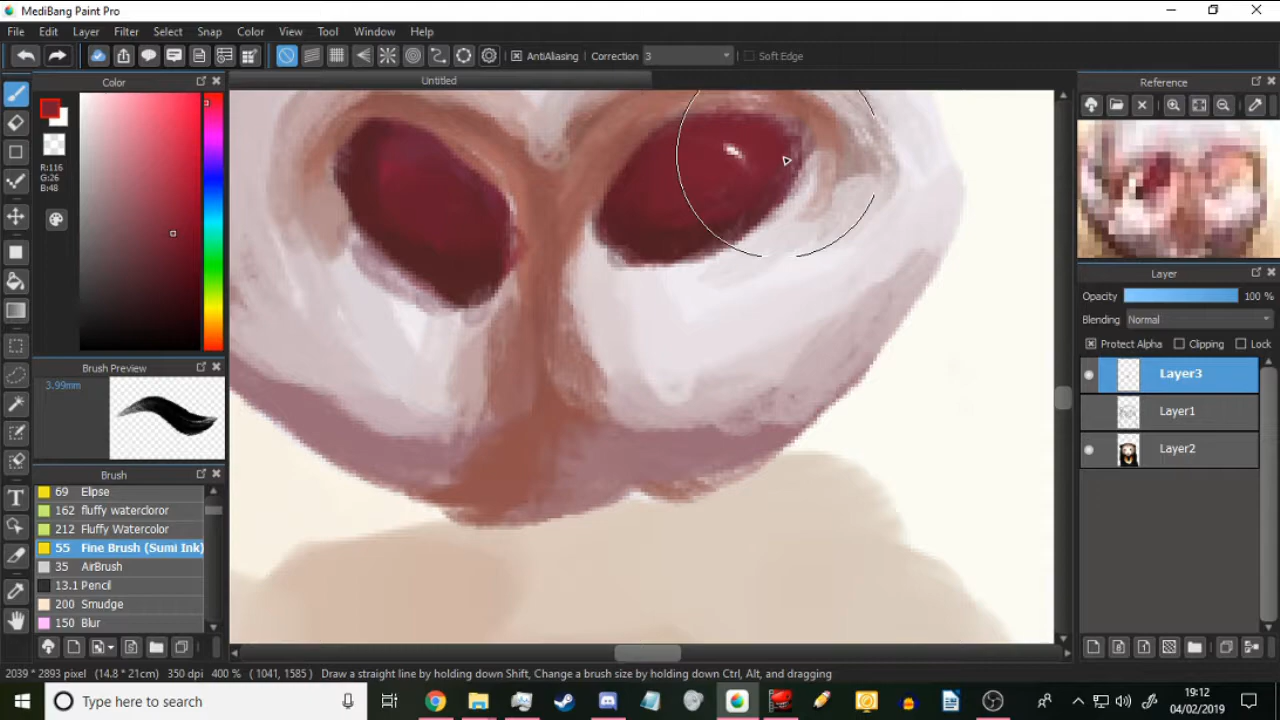 MediBang Paint Pro
File Edit Layer Filter Select Snap Color View Tool Window Help
AntiAliasing Correction 3 Soft Edge
Color
Untitled
Reference
R:116
G:26
B:48
Layer
Opacity 100 %
Blending Normal
Protect Alpha Clipping Lock
Brush Preview
3.99mm
Layer3
Layer1
Layer2
Brush
69 Elipse
162 fluffy watercloror
212 Fluffy Watercolor
55 Fine Brush (Sumi Ink)
35 AirBrush
13.1 Pencil
200 Smudge
150 Blur
2039 * 2893 pixel (14.8 * 21cm) 350 dpi 400 % ( 1041, 1585) Draw a straight line by holding down Shift, Change a brush size by holding down Ctrl, Alt, and dragging
Type here to search
19:12
04/02/2019